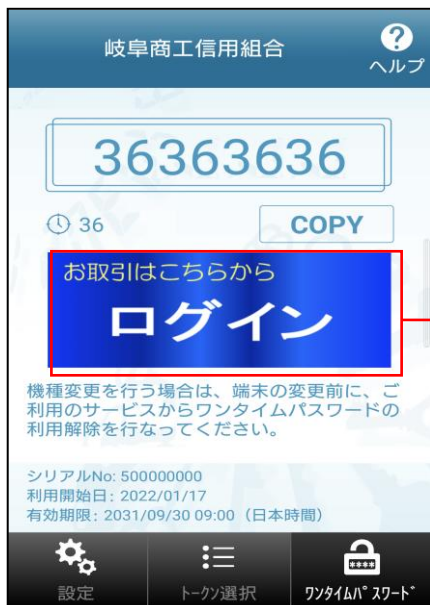 岐阜商工信用組合
?
ヘルプ
36363636
36
COPY
お取引はこちらから
ログイン
機種変更を行う場合は、端末の変更前に、ご
利用のサービスからワンタイムパスワードの
利用解除を行なってください。
シリアルNo: 500000000
利用開始日: 2022/01/17
有効期限: 2031/09/30 09:00（日本時間）
****
設定
トークン選択
ワンタイムパスワード